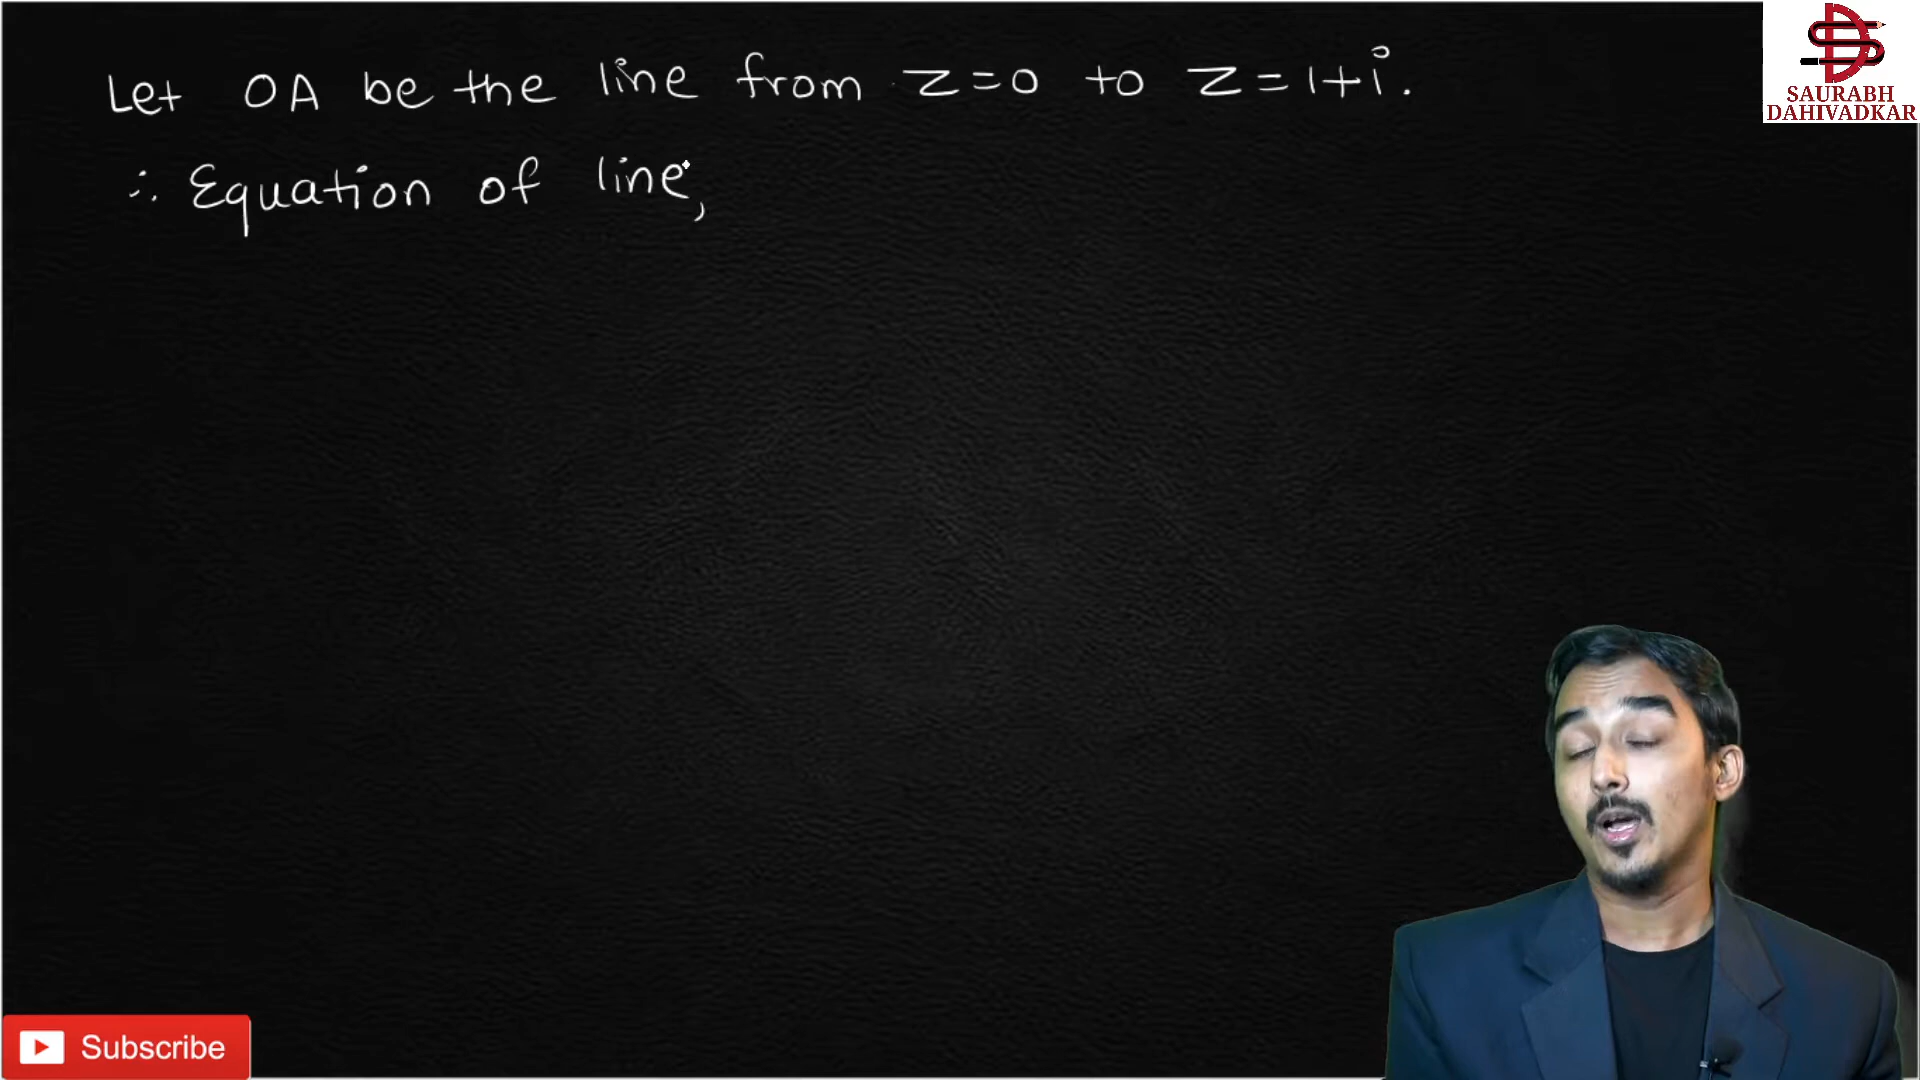 Let OA be the line from z=0 to z=1+i.
∴ Equation of line,
SAURABH
DAHIVADKAR
Subscribe